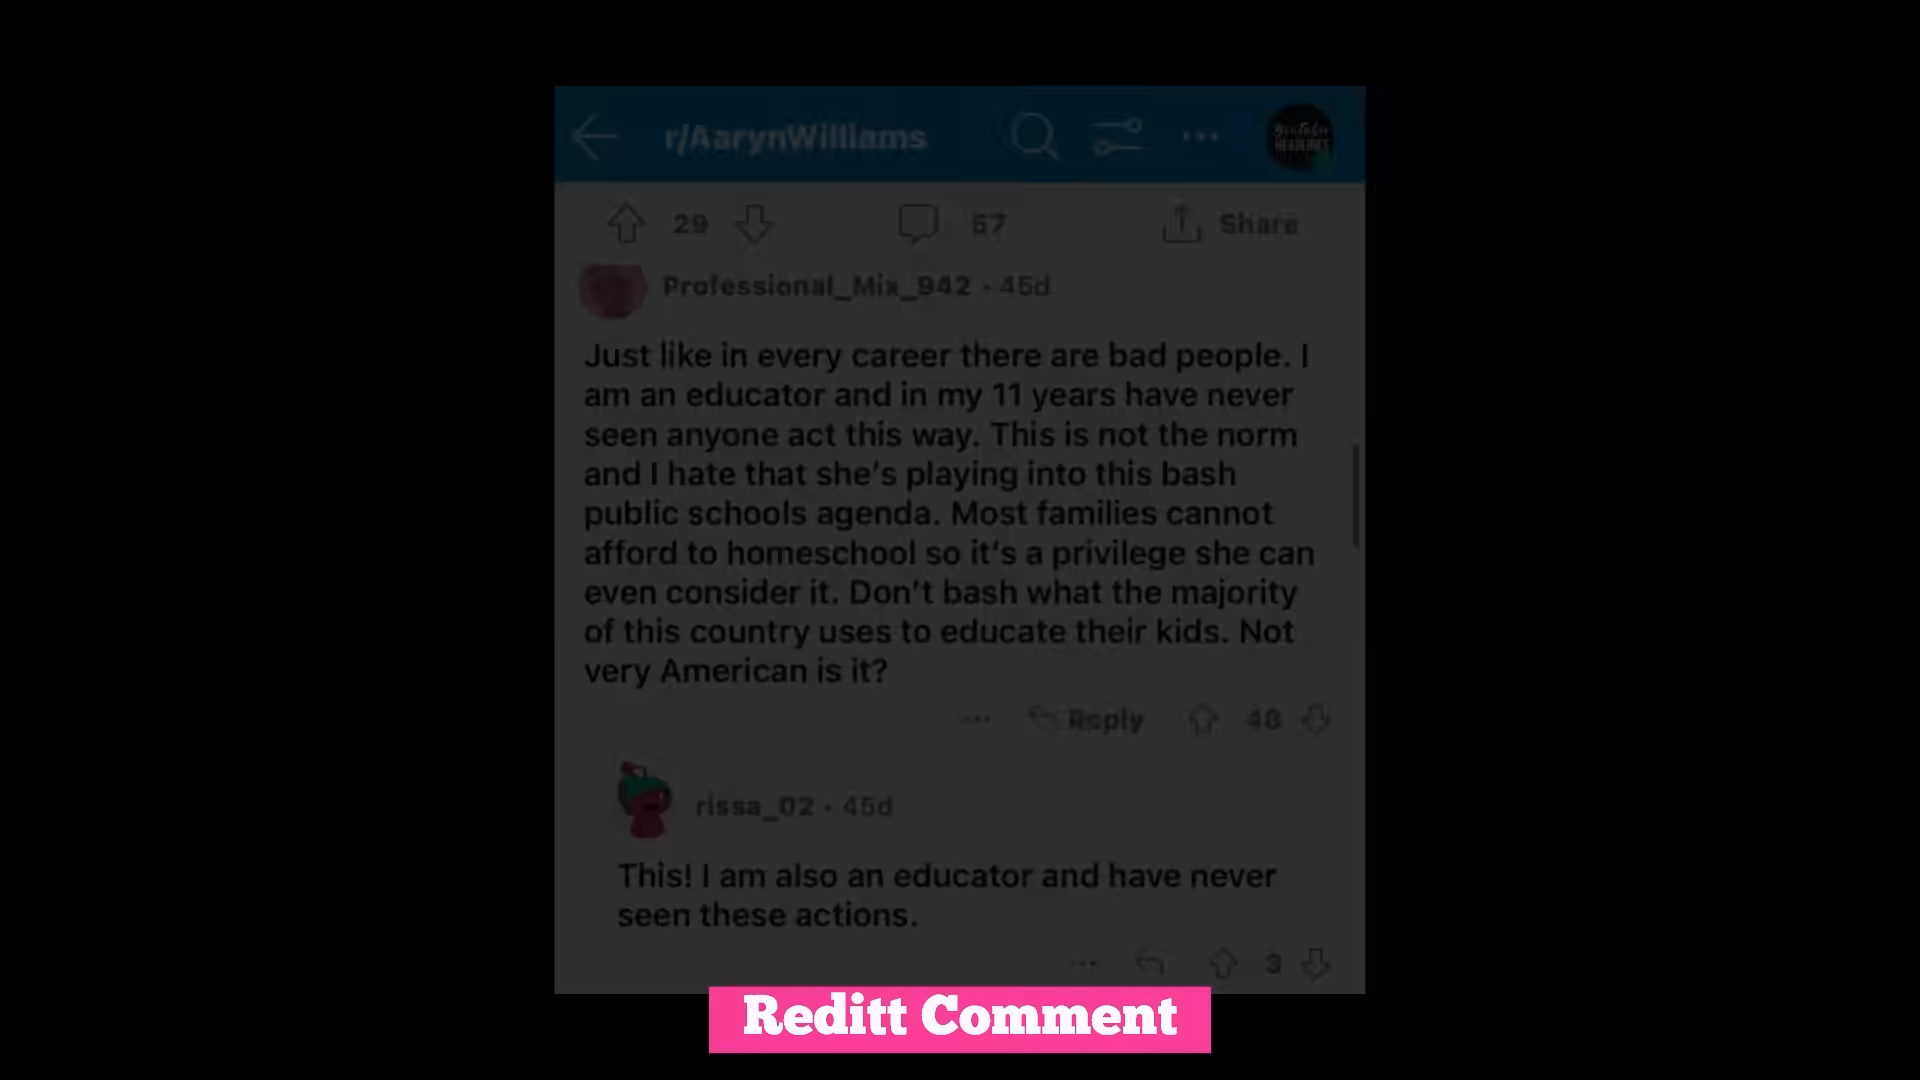 r/AarynWilliams
Youtube
HEADLINES
29 57 Share
Professional_Mix_942 • 45d
Just like in every career there are bad people. I
am an educator and in my 11 years have never
seen anyone act this way. This is not the norm
and I hate that she's playing into this bash
public schools agenda. Most families cannot
afford to homeschool so it's a privilege she can
even consider it. Don't bash what the majority
of this country uses to educate their kids. Not
very American is it?
... Reply 48
rissa_02 • 45d
This! I am also an educator and have never
seen these actions.
... 3
Reditt Comment